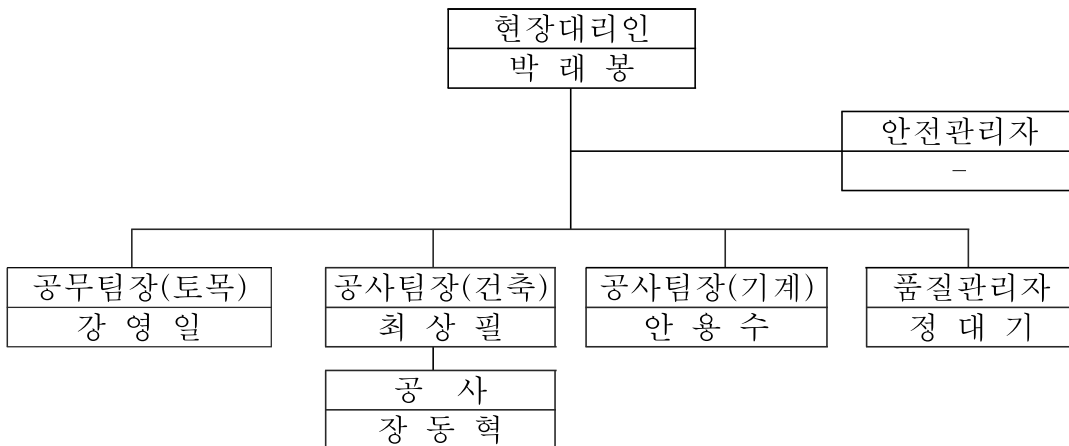 현장대리인
박 래 봉
안전관리자
-
공무팀장(토목)
강 영 일
공사팀장(건축)
최 상 필
공사팀장(기계)
안 용 수
품질관리자
정 대 기
공 사
장 동 혁